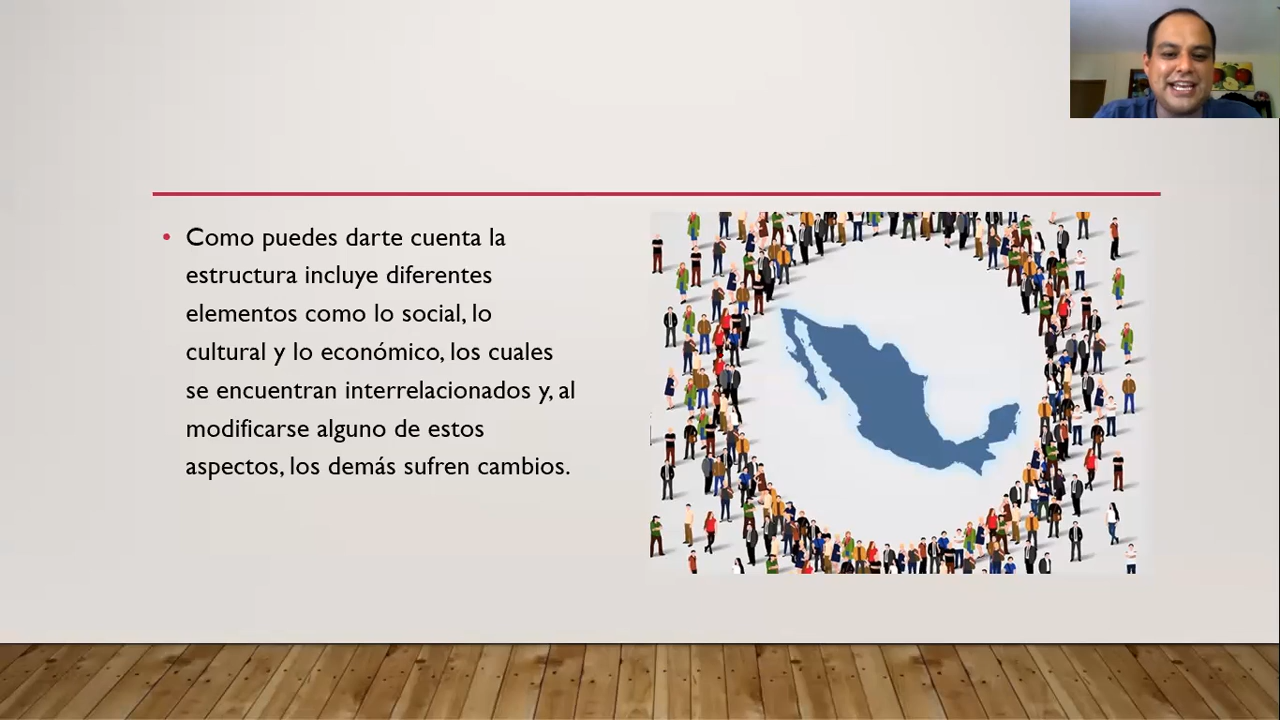 Como puedes darte cuenta la
estructura incluye diferentes
elementos como lo social, lo
cultural y lo económico, los cuales
se encuentran interrelacionados y, al
modificarse alguno de estos
aspectos, los demás sufren cambios.